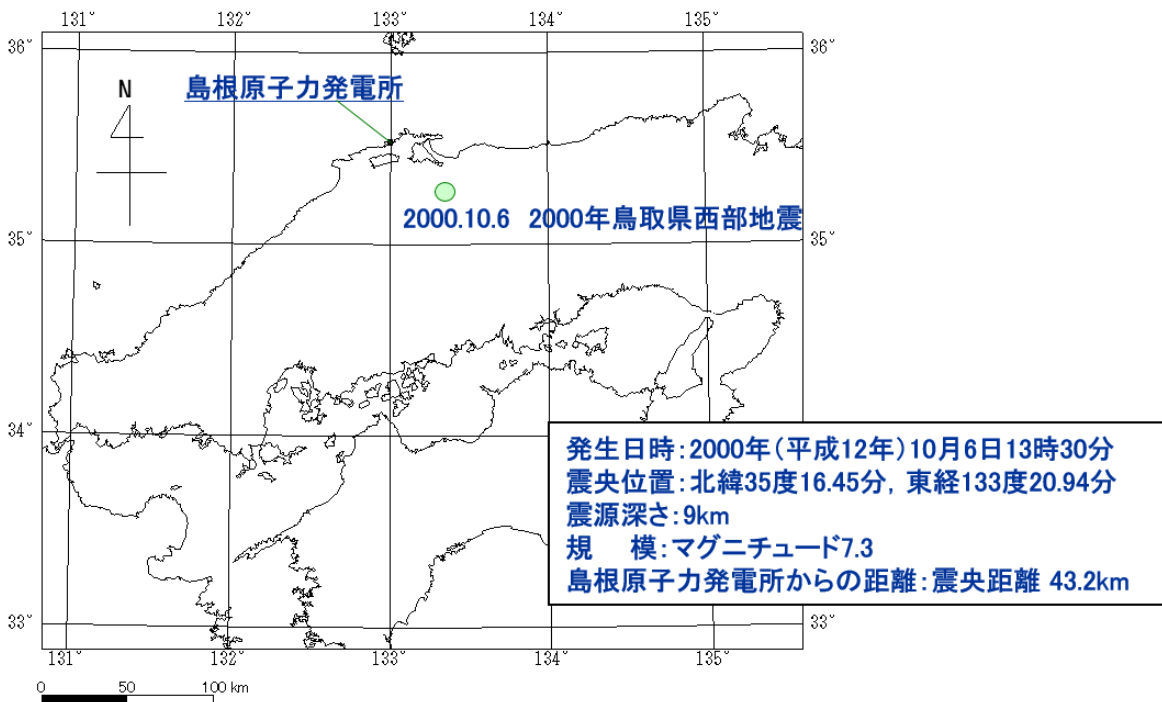 131° 132° 133° 134° 135°
36° 36°
島根原子力発電所
N
2000.10.6 2000年鳥取県西部地震
35° 35°
34°
発生日時:2000年(平成12年)10月6日13時30分
震央位置:北緯35度16.45分, 東経133度20.94分
震源深さ:9km
規 模:マグニチュード7.3
島根原子力発電所からの距離:震央距離 43.2km
33° 33°
131° 132° 133° 134° 135°
0 50 100 km